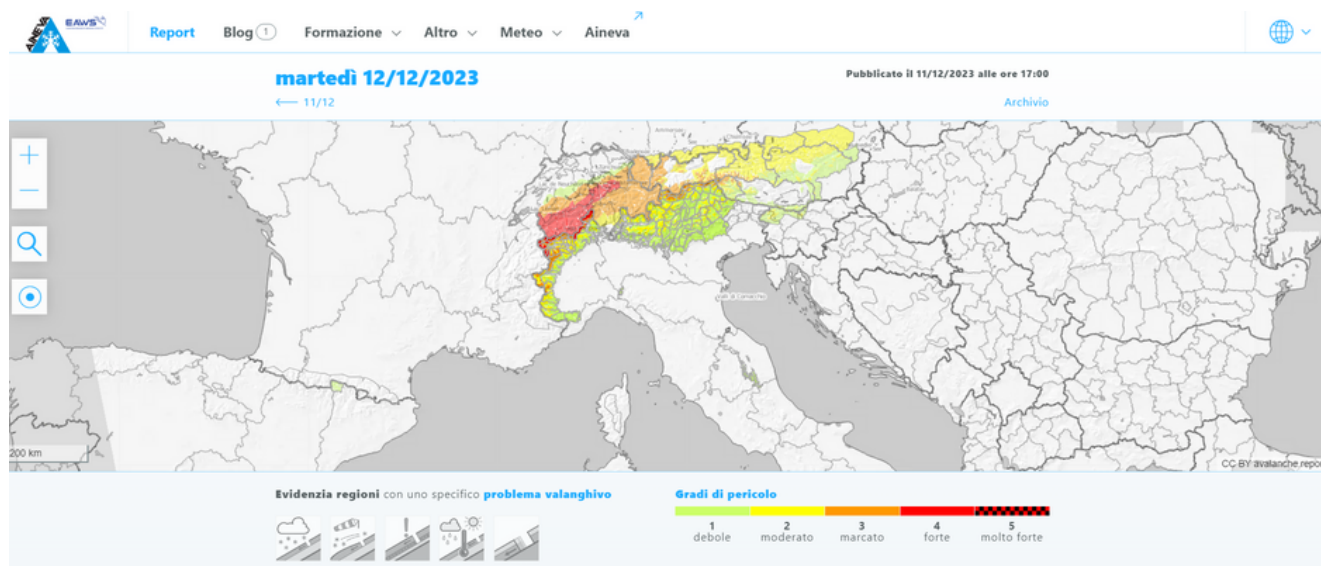 AINEVA
EAWS
Report
Blog 1
Formazione
Altro
Meteo
Aineva
martedì 12/12/2023
Pubblicato il 11/12/2023 alle ore 17:00
← 11/12
Archivio
200 km
CC BY avalanche.repor
Evidenzia regioni con uno specifico problema valanghivo
Gradi di pericolo
1
debole
2
moderato
3
marcato
4
forte
5
molto forte